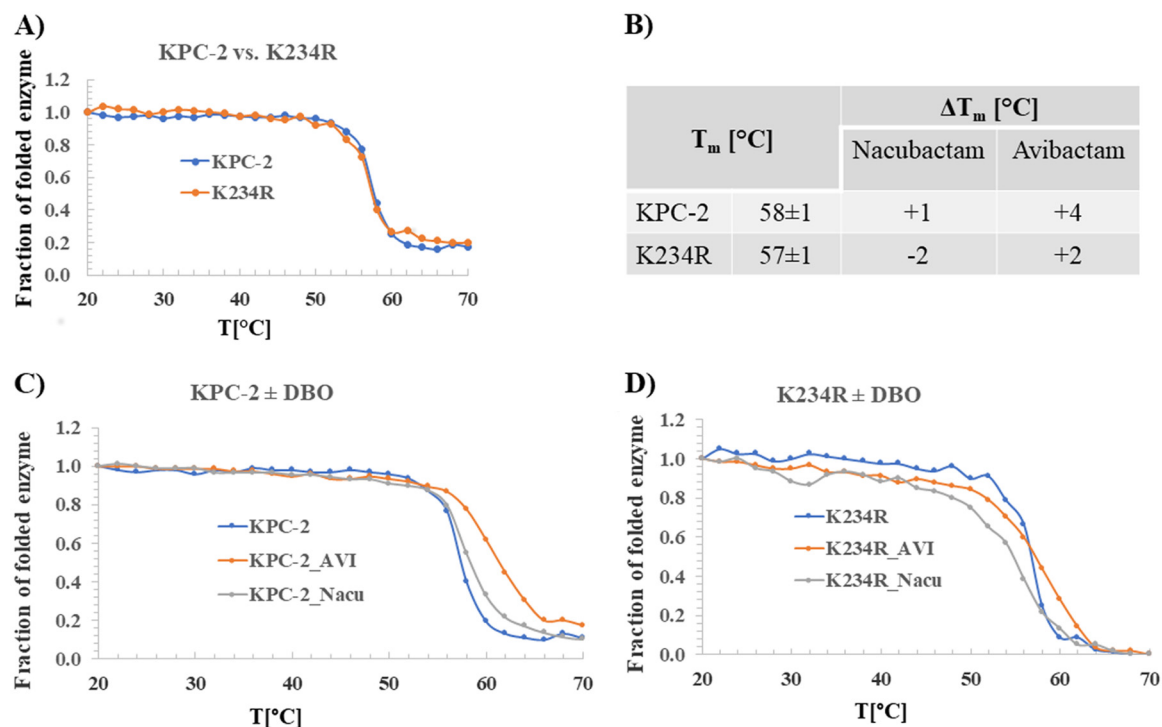 A)
KPC-2 vs. K234R
Fraction of folded enzyme
1.2
1.0
0.8
0.6
0.4
0.2
0.0
KPC-2
K234R
20 30 40 50 60 70
T[°C]
B)
Tm [°C] ΔTm [°C]
Nacubactam Avibactam
KPC-2 58±1 +1 +4
K234R 57±1 -2 +2
C)
KPC-2 ± DBO
Fraction of folded enzyme
1.2
1.0
0.8
0.6
0.4
0.2
0.0
KPC-2
KPC-2_AVI
KPC-2_Nacu
20 30 40 50 60 70
T[°C]
D)
K234R ± DBO
Fraction of folded enzyme
1.2
1.0
0.8
0.6
0.4
0.2
0.0
K234R
K234R_AVI
K234R_Nacu
20 30 40 50 60 70
T[°C]